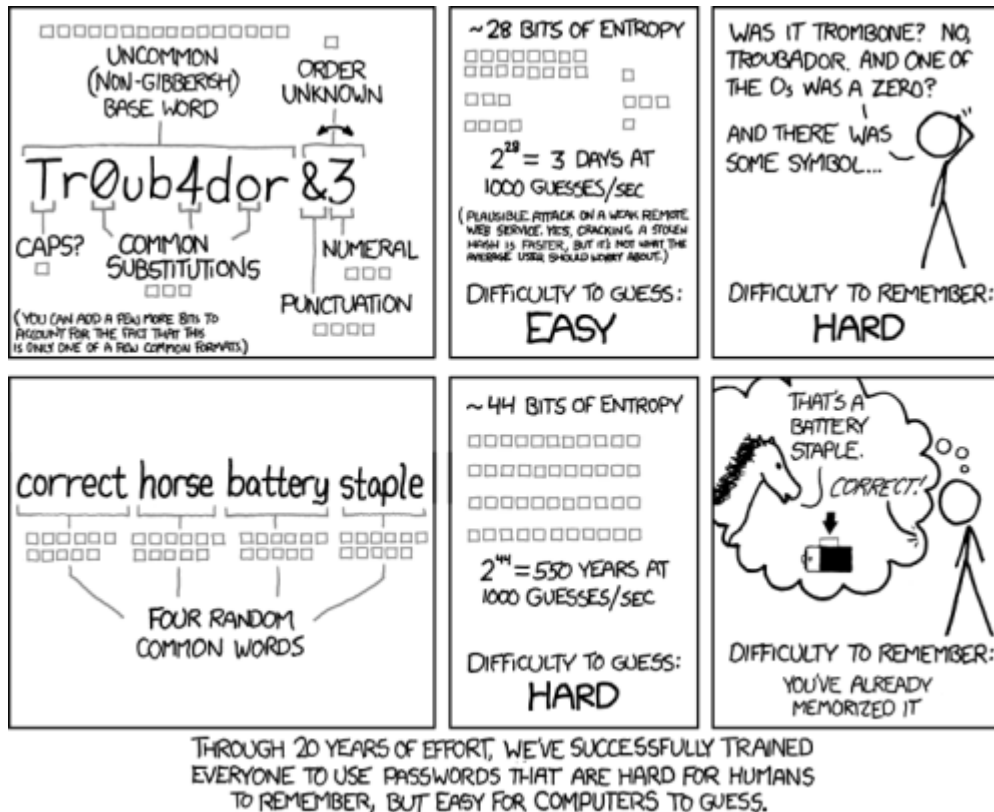 UNCOMMON
(NON-GIBBERISH)
BASE WORD
ORDER
UNKNOWN
Tr0ub4dor &3
CAPS?
COMMON
SUBSTITUTIONS
NUMERAL
PUNCTUATION
(YOU CAN ADD A FEW MORE BITS TO
ACCOUNT FOR THE FACT THAT THIS
IS ONLY ONE OF A FEW COMMON FORMATS.)
~28 BITS OF ENTROPY
2^28 = 3 DAYS AT
1000 GUESSES/SEC
(PLAUSIBLE ATTACK ON A WEAK REMOTE
WEB SERVICE. YES, CRACKING A STOLEN
HASH IS FASTER, BUT IT'S NOT WHAT THE
AVERAGE USER SHOULD WORRY ABOUT.)
DIFFICULTY TO GUESS:
EASY
WAS IT TROMBONE? NO,
TROUBADOR. AND ONE OF
THE Os WAS A ZERO?
AND THERE WAS
SOME SYMBOL...
DIFFICULTY TO REMEMBER:
HARD
correct horse battery staple
FOUR RANDOM
COMMON WORDS
~44 BITS OF ENTROPY
2^44 = 550 YEARS AT
1000 GUESSES/SEC
DIFFICULTY TO GUESS:
HARD
THAT'S A
BATTERY
STAPLE.
CORRECT!
DIFFICULTY TO REMEMBER:
YOU'VE ALREADY
MEMORIZED IT
THROUGH 20 YEARS OF EFFORT, WE'VE SUCCESSFULLY TRAINED
EVERYONE TO USE PASSWORDS THAT ARE HARD FOR HUMANS
TO REMEMBER, BUT EASY FOR COMPUTERS TO GUESS.